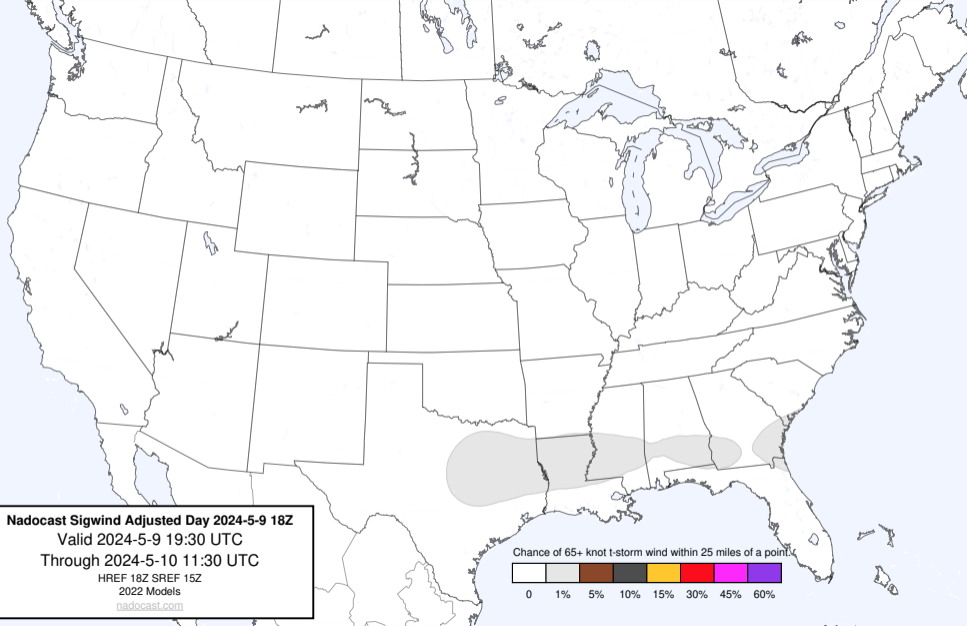 Nadocast Sigwind Adjusted Day 2024-5-9 18Z
Valid 2024-5-9 19:30 UTC
Through 2024-5-10 11:30 UTC
HREF 18Z SREF 15Z
2022 Models
nadocast.com
Chance of 65+ knot t-storm wind within 25 miles of a point.
0 1% 5% 10% 15% 30% 45% 60%